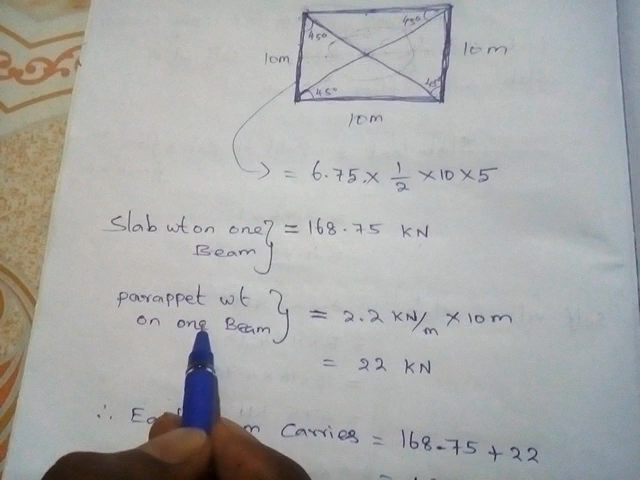 45° 45°
10m 10m
45° 45
10m
= 6.75 × 1/2 × 10 × 5
Slab wt on one } = 168.75 KN
Beam
parappet wt } = 2.2 KN/m × 10m
on one Beam
= 22 KN
∴ Carries = 168.75 + 22
=